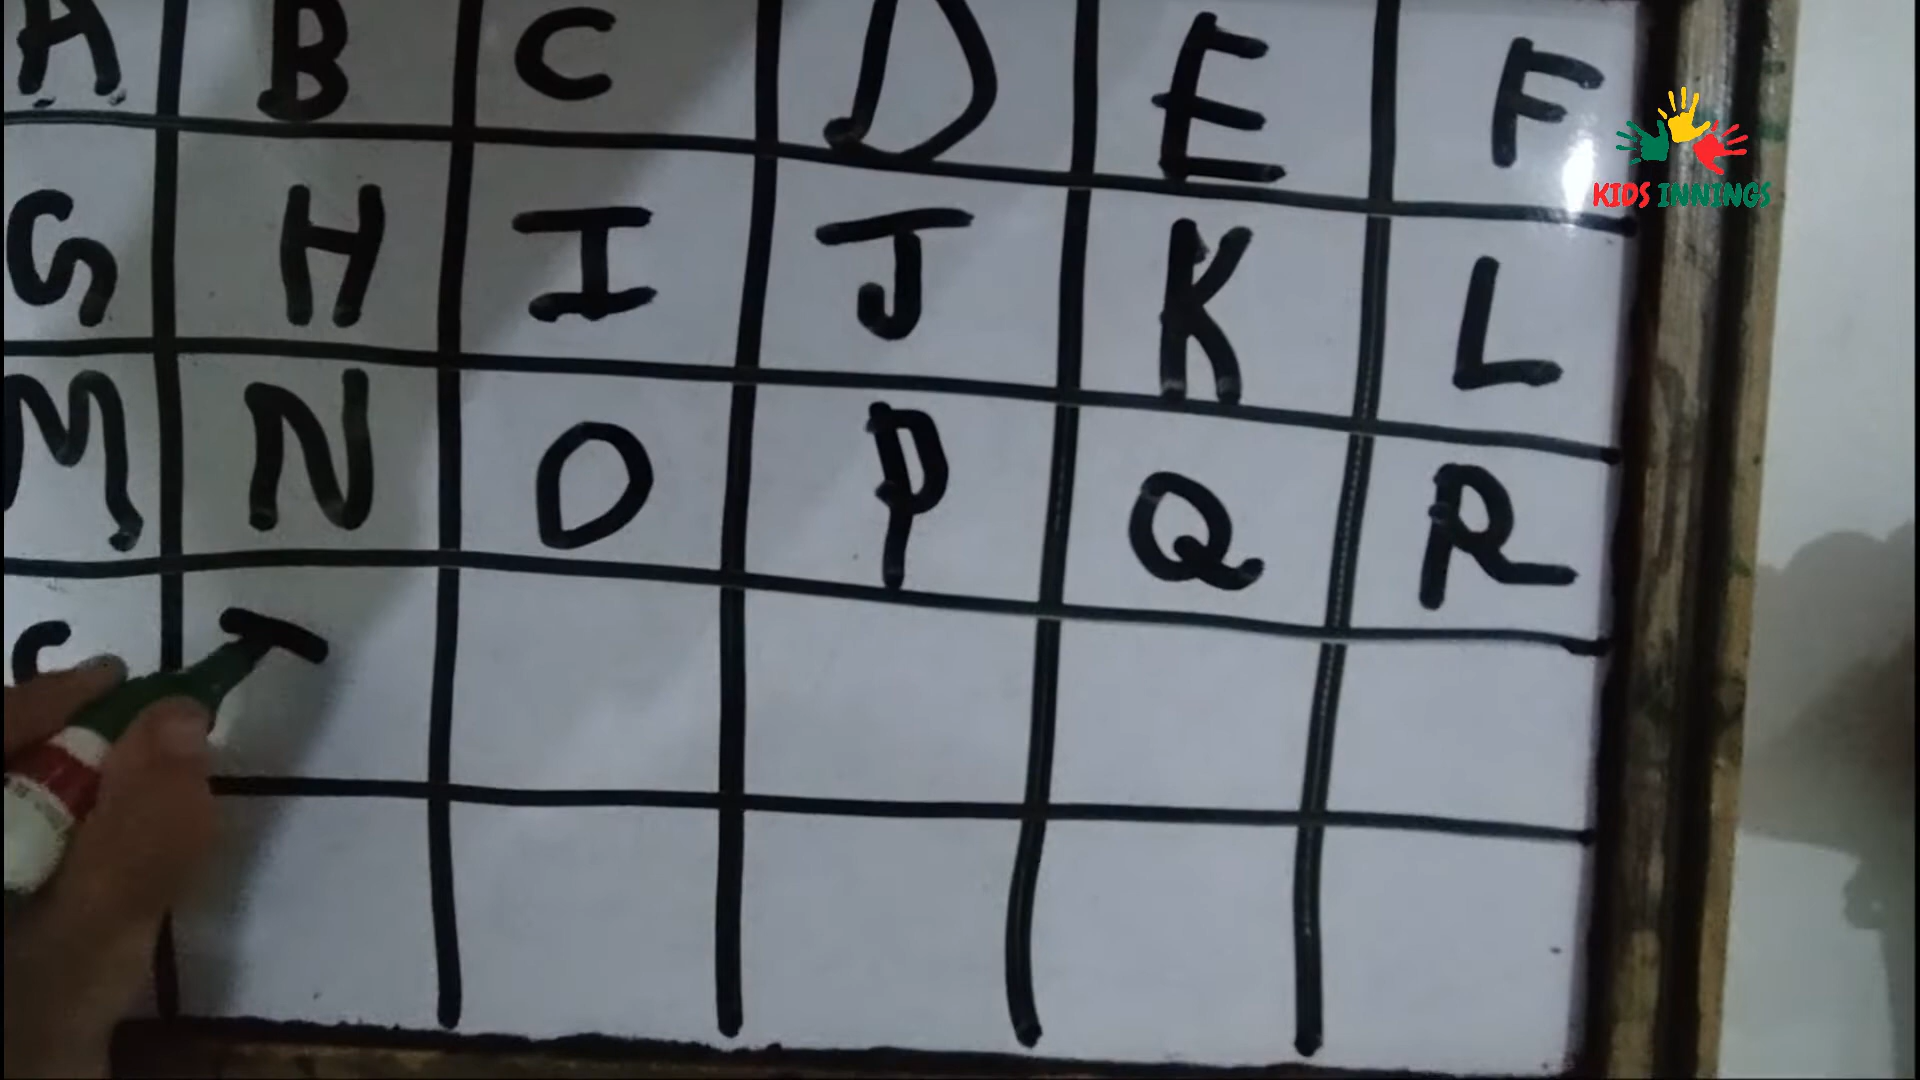 A B C D E F
KIDS INNINGS
G H I J K L
M N O P Q R
S T